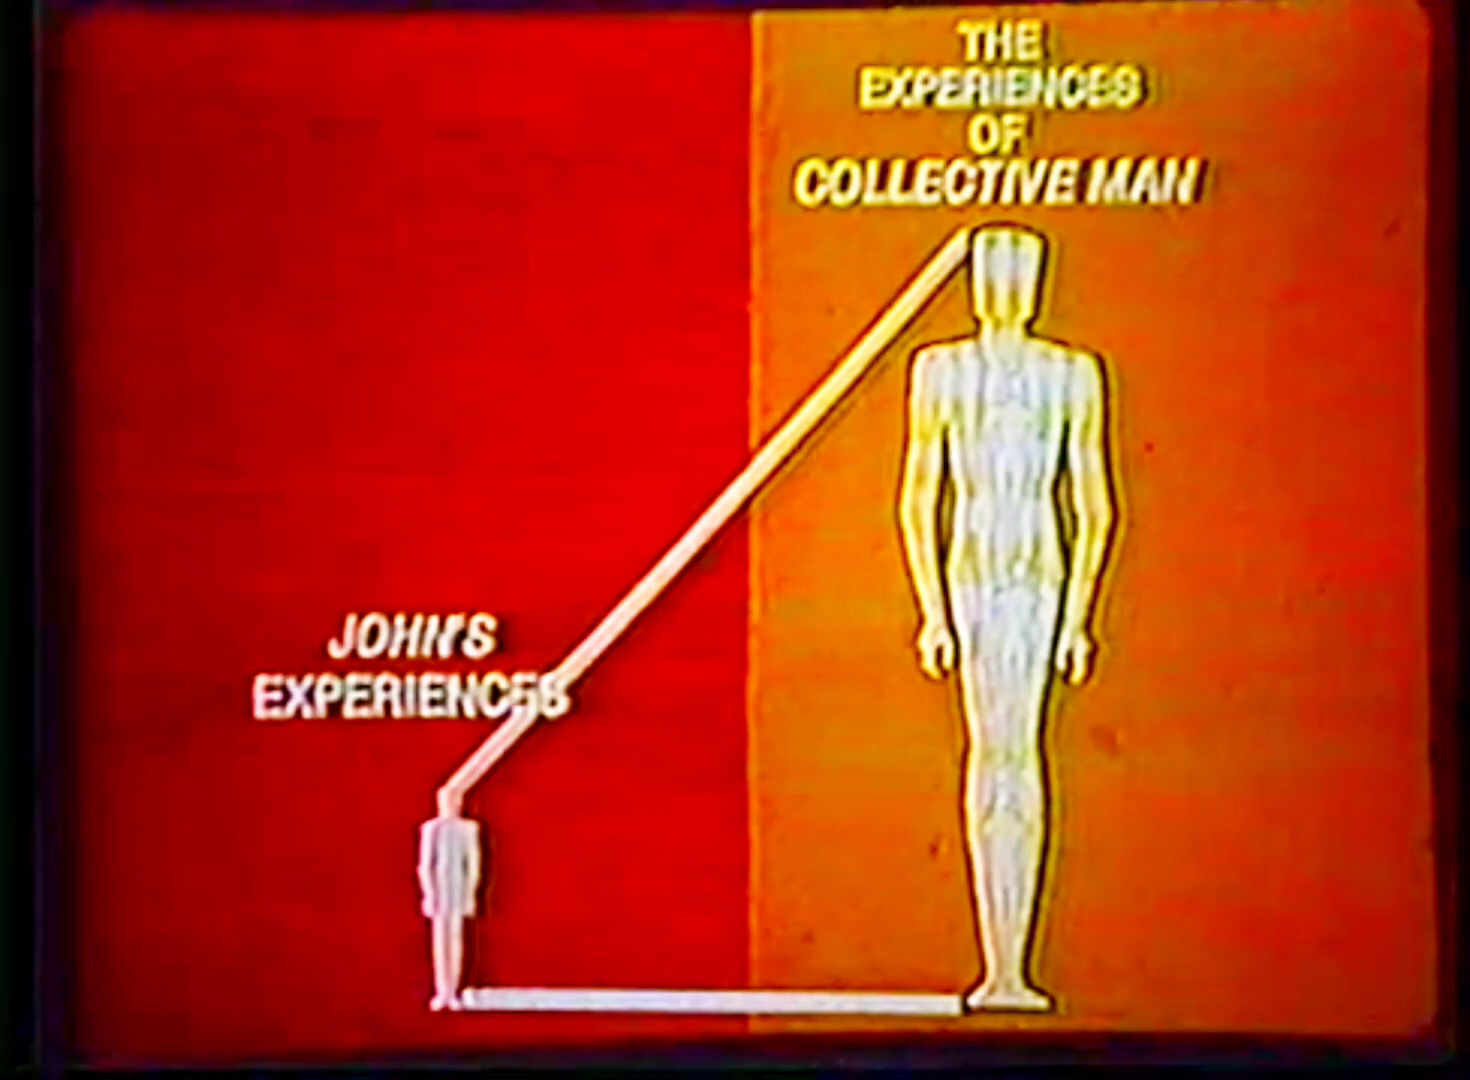 THE
EXPERIENCES
OF
COLLECTIVE MAN
JOHN'S
EXPERIENCES